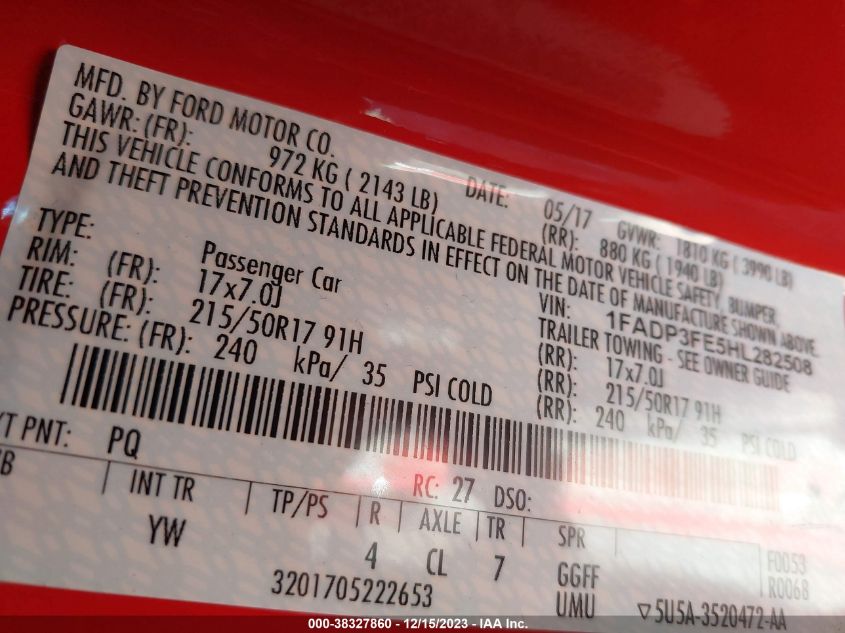 MFD. BY FORD MOTOR CO.
DATE: 05/17 GVWR: 1810 KG ( 3990 LB)
GAWR: (FR): 972 KG ( 2143 LB) (RR): 880 KG ( 1940 LB)
THIS VEHICLE CONFORMS TO ALL APPLICABLE FEDERAL MOTOR VEHICLE SAFETY, BUMPER,
AND THEFT PREVENTION STANDARDS IN EFFECT ON THE DATE OF MANUFACTURE SHOWN ABOVE.
VIN: 1FADP3FE5HL282508
TYPE: Passenger Car TRAILER TOWING - SEE OWNER GUIDE
RIM: (FR): 17x7.0J (RR): 17x7.0J
TIRE: (FR): 215/50R17 91H (RR): 215/50R17 91H
PRESSURE: (FR): 240 kPa/ 35 PSI COLD (RR): 240 kPa/ 35 PSI COLD
PNT: PQ
RC: 27 DSO:
INT TR TP/PS R AXLE TR SPR
YW 4 CL 7 GGFF
UMU
F0053
R0068
3201705222653
5U5A-3520472-AA
000-38327860 - 12/15/2023 - IAA Inc.